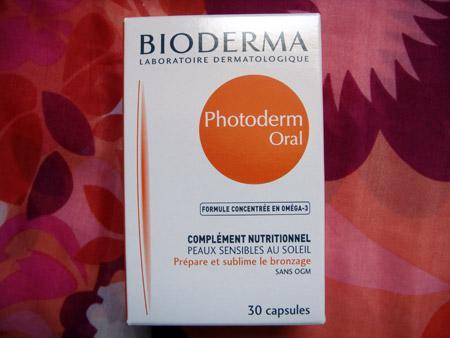 BIODERMA
LABORATOIRE DERMATOLOGIQUE
Photoderm
Oral
FORMULE CONCENTRÉE EN OMÉGA-3
COMPLÉMENT NUTRITIONNEL
PEAUX SENSIBLES AU SOLEIL
Prépare et sublime le bronzage
SANS OGM
30 capsules